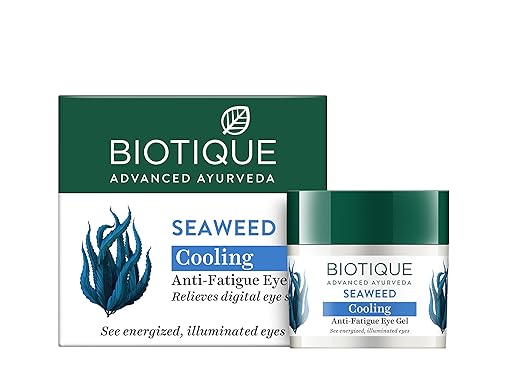 BIOTIQUE
ADVANCED AYURVEDA
SEAWEED
Cooling
Anti-Fatigue Eye
Relieves digital eye
See energized, illuminated eyes
BIOTIQUE
ADVANCED AYURVEDA
SEAWEED
Cooling
Anti-Fatigue Eye Gel
See energized, illuminated eyes